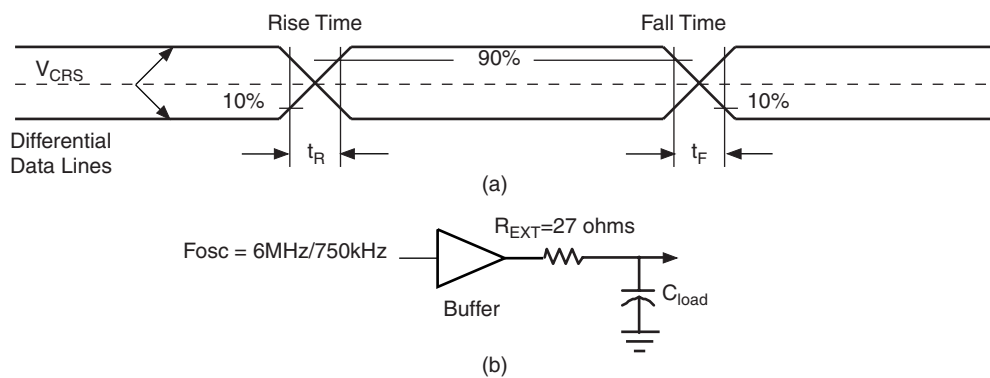 Rise Time
Fall Time
V_CRS
90%
10%
10%
Differential
Data Lines
t_R
t_F
(a)
R_EXT=27 ohms
Fosc = 6MHz/750kHz
Buffer
C_load
(b)